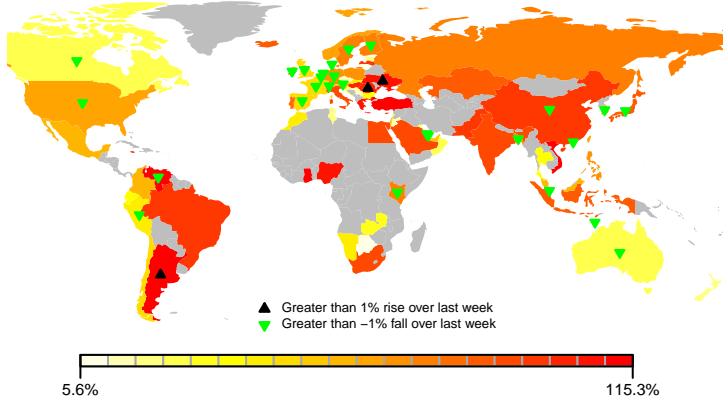 Greater than 1% rise over last week
Greater than −1% fall over last week
5.6%
115.3%